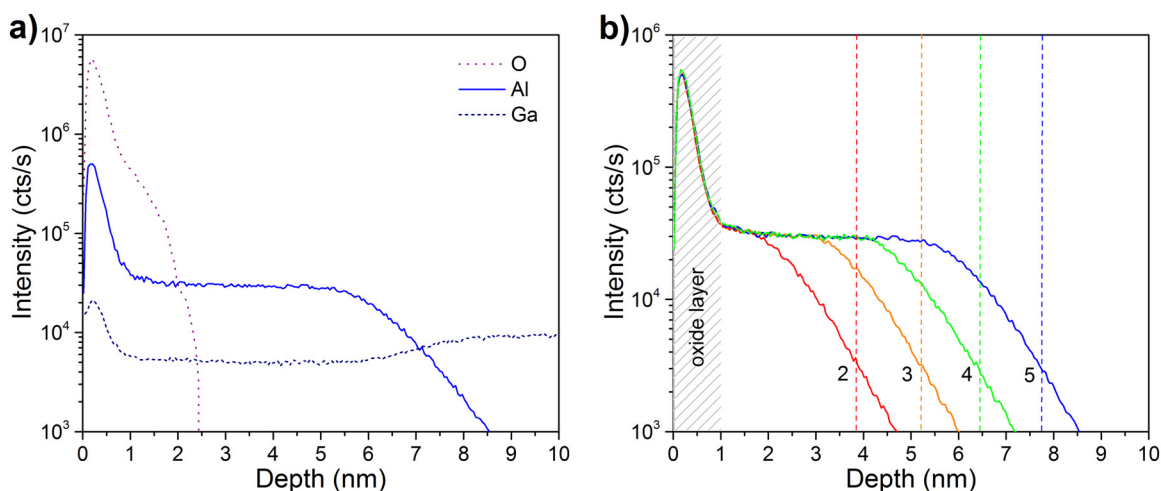 a)
Intensity (cts/s)
10^7
10^6
10^5
10^4
10^3
O
Al
Ga
0 1 2 3 4 5 6 7 8 9 10
Depth (nm)
b)
Intensity (cts/s)
10^6
10^5
10^4
10^3
oxide layer
2 3 4 5
0 1 2 3 4 5 6 7 8 9 10
Depth (nm)